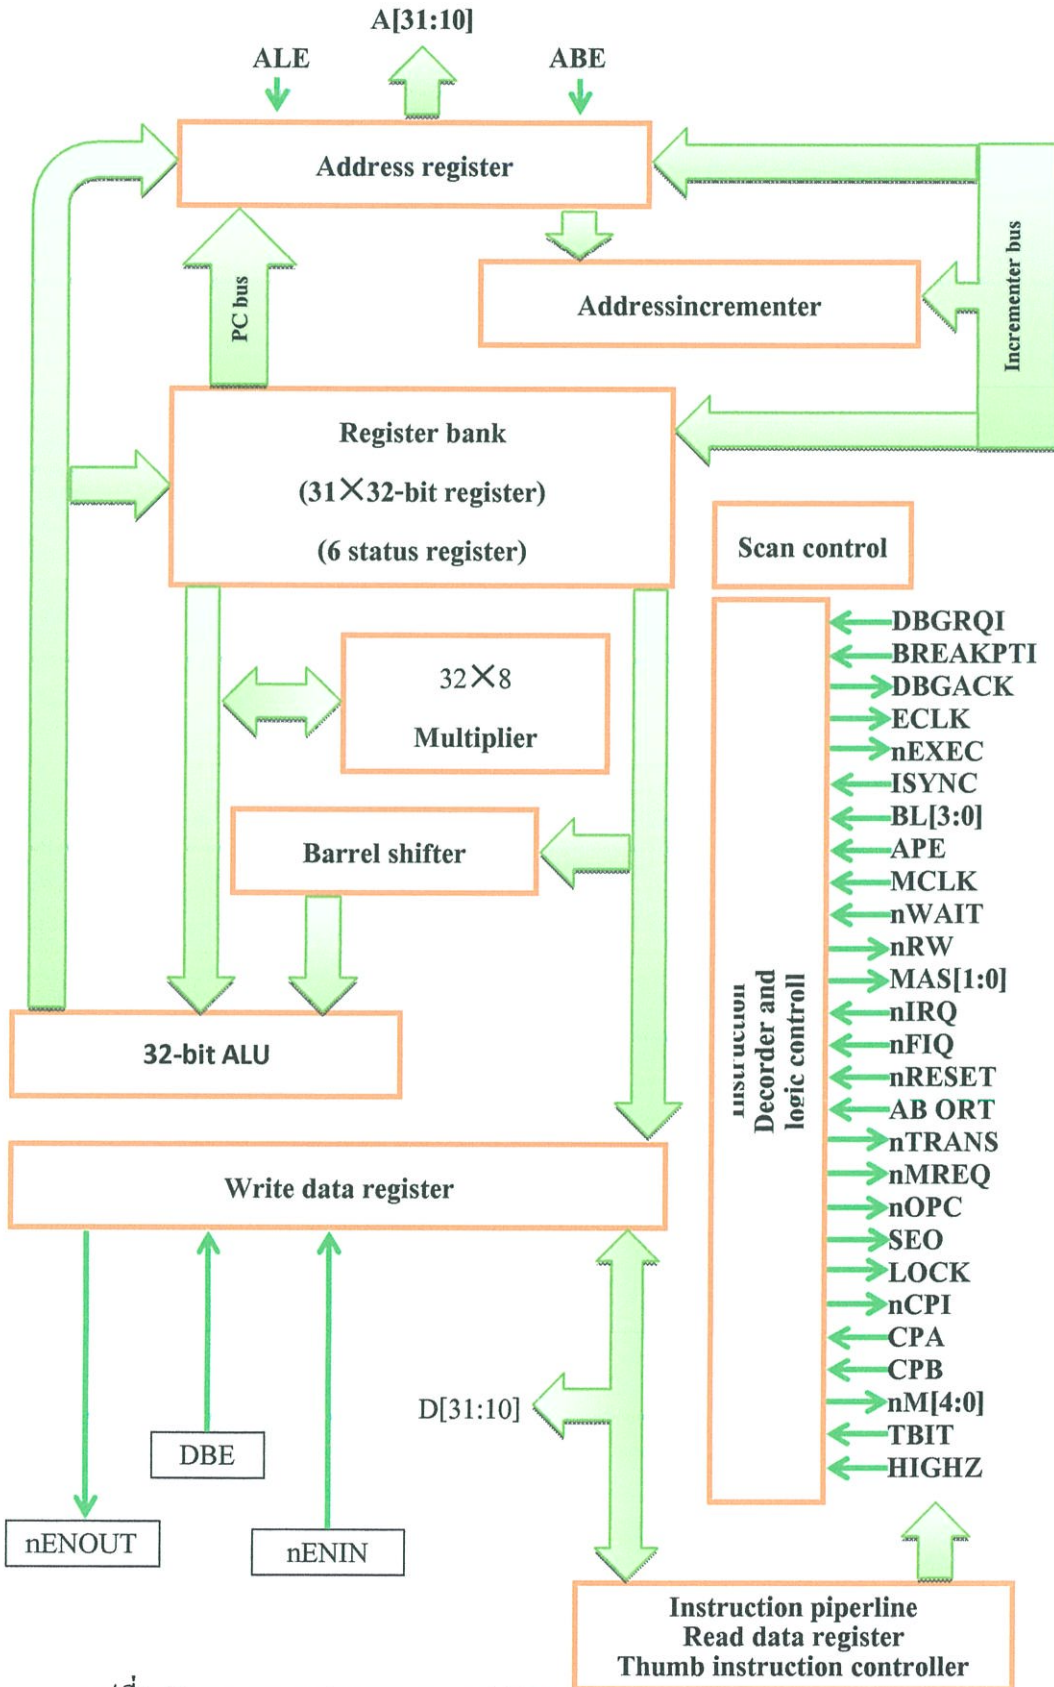 A[31:10]
ALE
ABE
Address register
PC bus
Addressincrementer
Incrementer bus
Register bank
(31×32-bit register)
(6 status register)
Scan control
32×8
Multiplier
Barrel shifter
32-bit ALU
Write data register
Instruction
Decorder and
logic controll
DBGRQI
BREAKPTI
DBGACK
ECLK
nEXEC
ISYNC
BL[3:0]
APE
MCLK
nWAIT
nRW
MAS[1:0]
nIRQ
nFIQ
nRESET
AB ORT
nTRANS
nMREQ
nOPC
SEO
LOCK
nCPI
CPA
CPB
nM[4:0]
TBIT
HIGHZ
D[31:10]
DBE
nENOUT
nENIN
Instruction piperline
Read data register
Thumb instruction controller